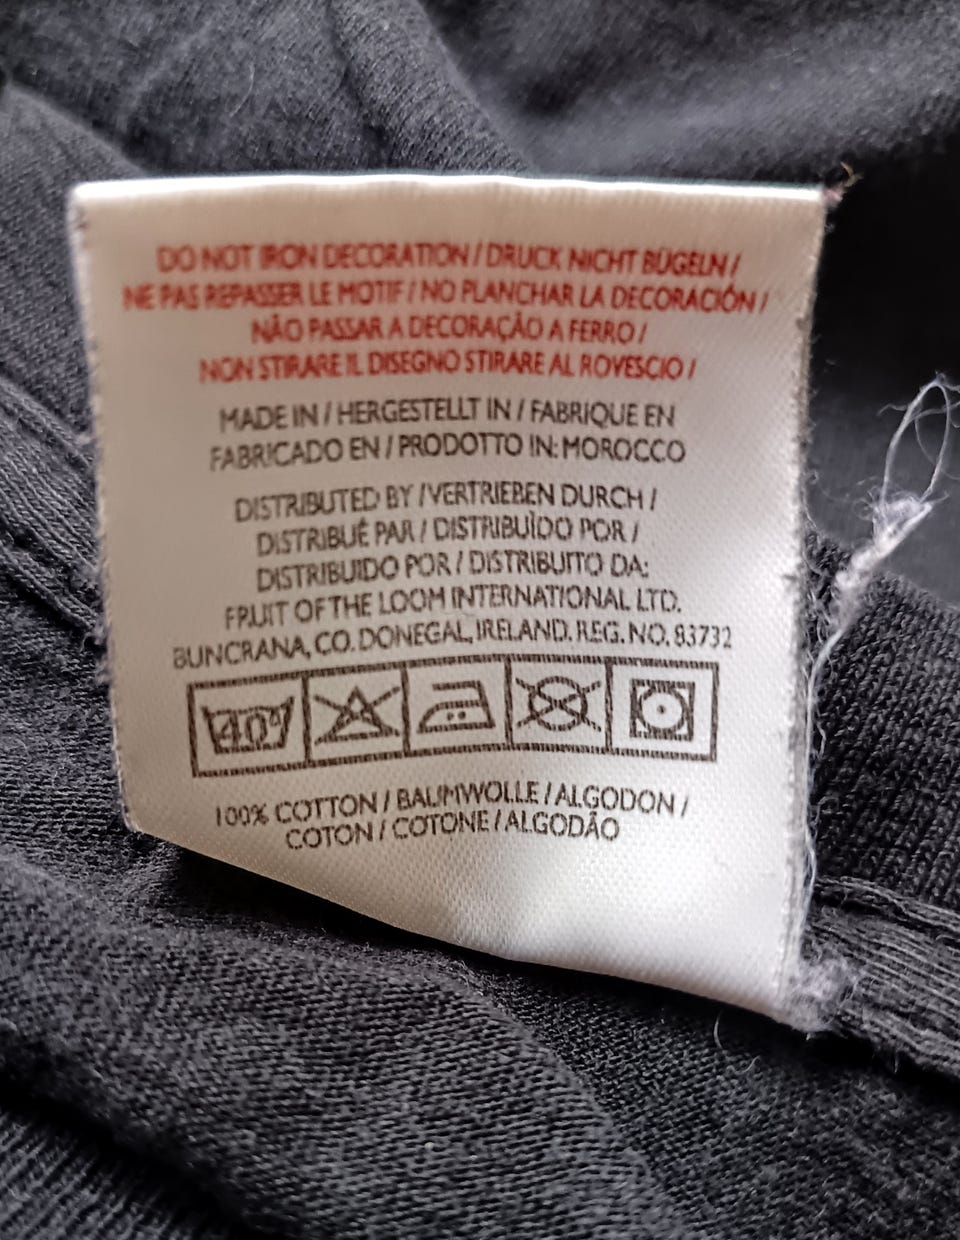 DO NOT IRON DECORATION / DRUCK NICHT BÜGELN /
NE PAS REPASSER LE MOTIF / NO PLANCHAR LA DECORACIÓN /
NÃO PASSAR A DECORAÇÃO A FERRO /
NON STIRARE IL DISEGNO STIRARE AL ROVESCIO /
MADE IN / HERGESTELLT IN / FABRIQUE EN
FABRICADO EN / PRODOTTO IN: MOROCCO
DISTRIBUTED BY / VERTRIEBEN DURCH /
DISTRIBUÉ PAR / DISTRIBUÌDO POR /
DISTRIBUIDO POR / DISTRIBUITO DA:
FRUIT OF THE LOOM INTERNATIONAL LTD.
BUNCRANA, CO. DONEGAL, IRELAND. REG. NO. 83732
40°
100% COTTON / BAUMWOLLE / ALGODON /
COTON / COTONE / ALGODÃO